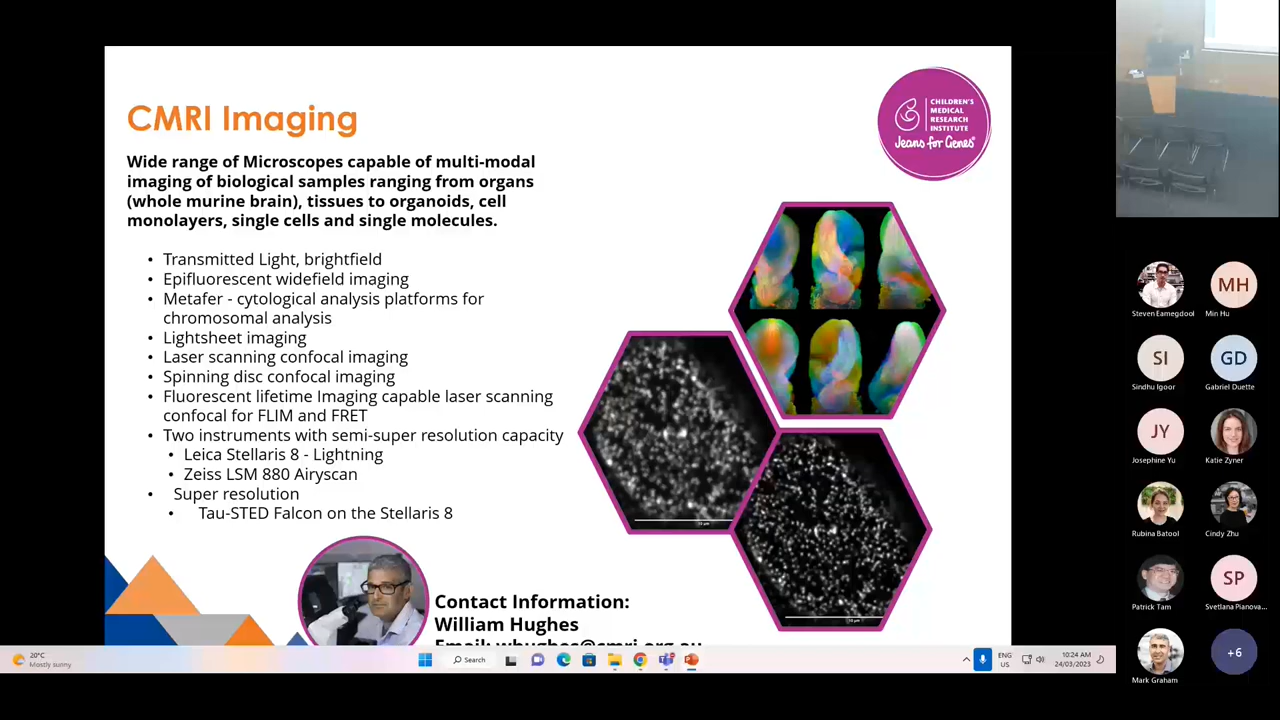 CMRI Imaging
CHILDREN'S
MEDICAL
RESEARCH
INSTITUTE
Jeans for Genes
Wide range of Microscopes capable of multi-modal
imaging of biological samples ranging from organs
(whole murine brain), tissues to organoids, cell
monolayers, single cells and single molecules.
• Transmitted Light, brightfield
• Epifluorescent widefield imaging
• Metafer - cytological analysis platforms for
chromosomal analysis
• Lightsheet imaging
• Laser scanning confocal imaging
• Spinning disc confocal imaging
• Fluorescent lifetime Imaging capable laser scanning
confocal for FLIM and FRET
• Two instruments with semi-super resolution capacity
• Leica Stellaris 8 - Lightning
• Zeiss LSM 880 Airyscan
• Super resolution
• Tau-STED Falcon on the Stellaris 8
Contact Information:
William Hughes
Email: whughes@cmri.org.au
Steven Eamegdool
MH
Min Hu
SI
Sindhu Igoor
GD
Gabriel Duette
JY
Josephine Yu
Katie Zyner
Rubina Batool
Cindy Zhu
Patrick Tam
SP
Svetlana Pianova...
Mark Graham
+6
20°C
Mostly sunny
Search
ENG
US
10:24 AM
24/03/2023